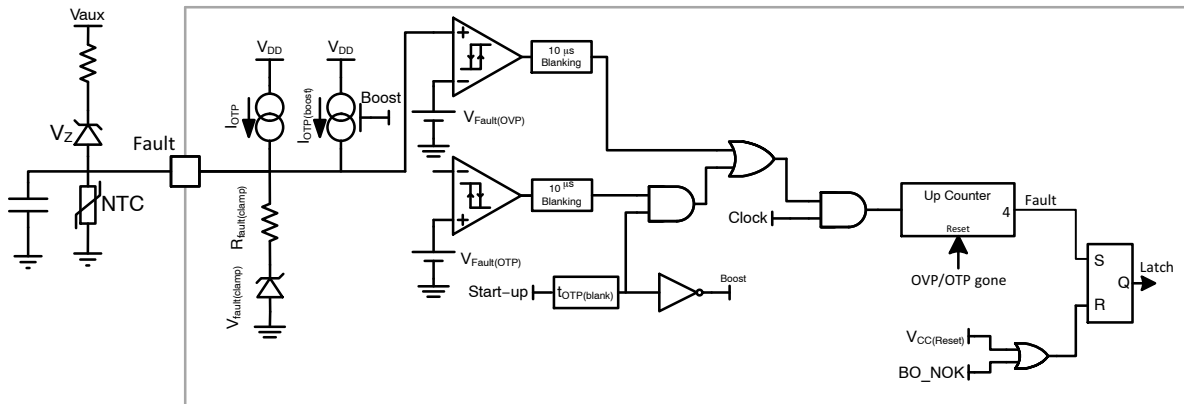 Vaux
VZ
NTC
Fault
VDD
VDD
IOTP
IOTP(boost)
Boost
Rfault(clamp)
Vfault(clamp)
+
−
10 µs
Blanking
VFault(OVP)
−
+
10 µs
Blanking
VFault(OTP)
Start−up
tOTP(blank)
Boost
Clock
Up Counter
4
Reset
Fault
OVP/OTP gone
S
Q
R
Latch
VCC(Reset)
BO_NOK